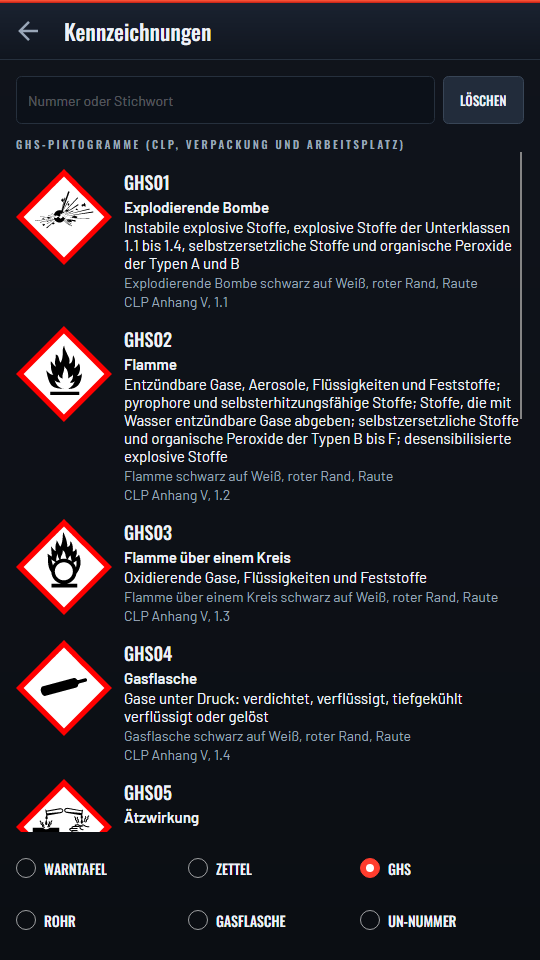 Kennzeichnungen
Nummer oder Stichwort
LÖSCHEN
GHS-PIKTOGRAMME (CLP, VERPACKUNG UND ARBEITSPLATZ)
GHS01
Explodierende Bombe
Instabile explosive Stoffe, explosive Stoffe der Unterklassen
1.1 bis 1.4, selbstzersetzliche Stoffe und organische Peroxide
der Typen A und B
Explodierende Bombe schwarz auf Weiß, roter Rand, Raute
CLP Anhang V, 1.1
GHS02
Flamme
Entzündbare Gase, Aerosole, Flüssigkeiten und Feststoffe;
pyrophore und selbsterhitzungsfähige Stoffe; Stoffe, die mit
Wasser entzündbare Gase abgeben; selbstzersetzliche Stoffe
und organische Peroxide der Typen B bis F; desensibilisierte
explosive Stoffe
Flamme schwarz auf Weiß, roter Rand, Raute
CLP Anhang V, 1.2
GHS03
Flamme über einem Kreis
Oxidierende Gase, Flüssigkeiten und Feststoffe
Flamme über einem Kreis schwarz auf Weiß, roter Rand, Raute
CLP Anhang V, 1.3
GHS04
Gasflasche
Gase unter Druck: verdichtet, verflüssigt, tiefgekühlt
verflüssigt oder gelöst
Gasflasche schwarz auf Weiß, roter Rand, Raute
CLP Anhang V, 1.4
GHS05
Ätzwirkung
WARNTAFEL
ZETTEL
GHS
ROHR
GASFLASCHE
UN-NUMMER